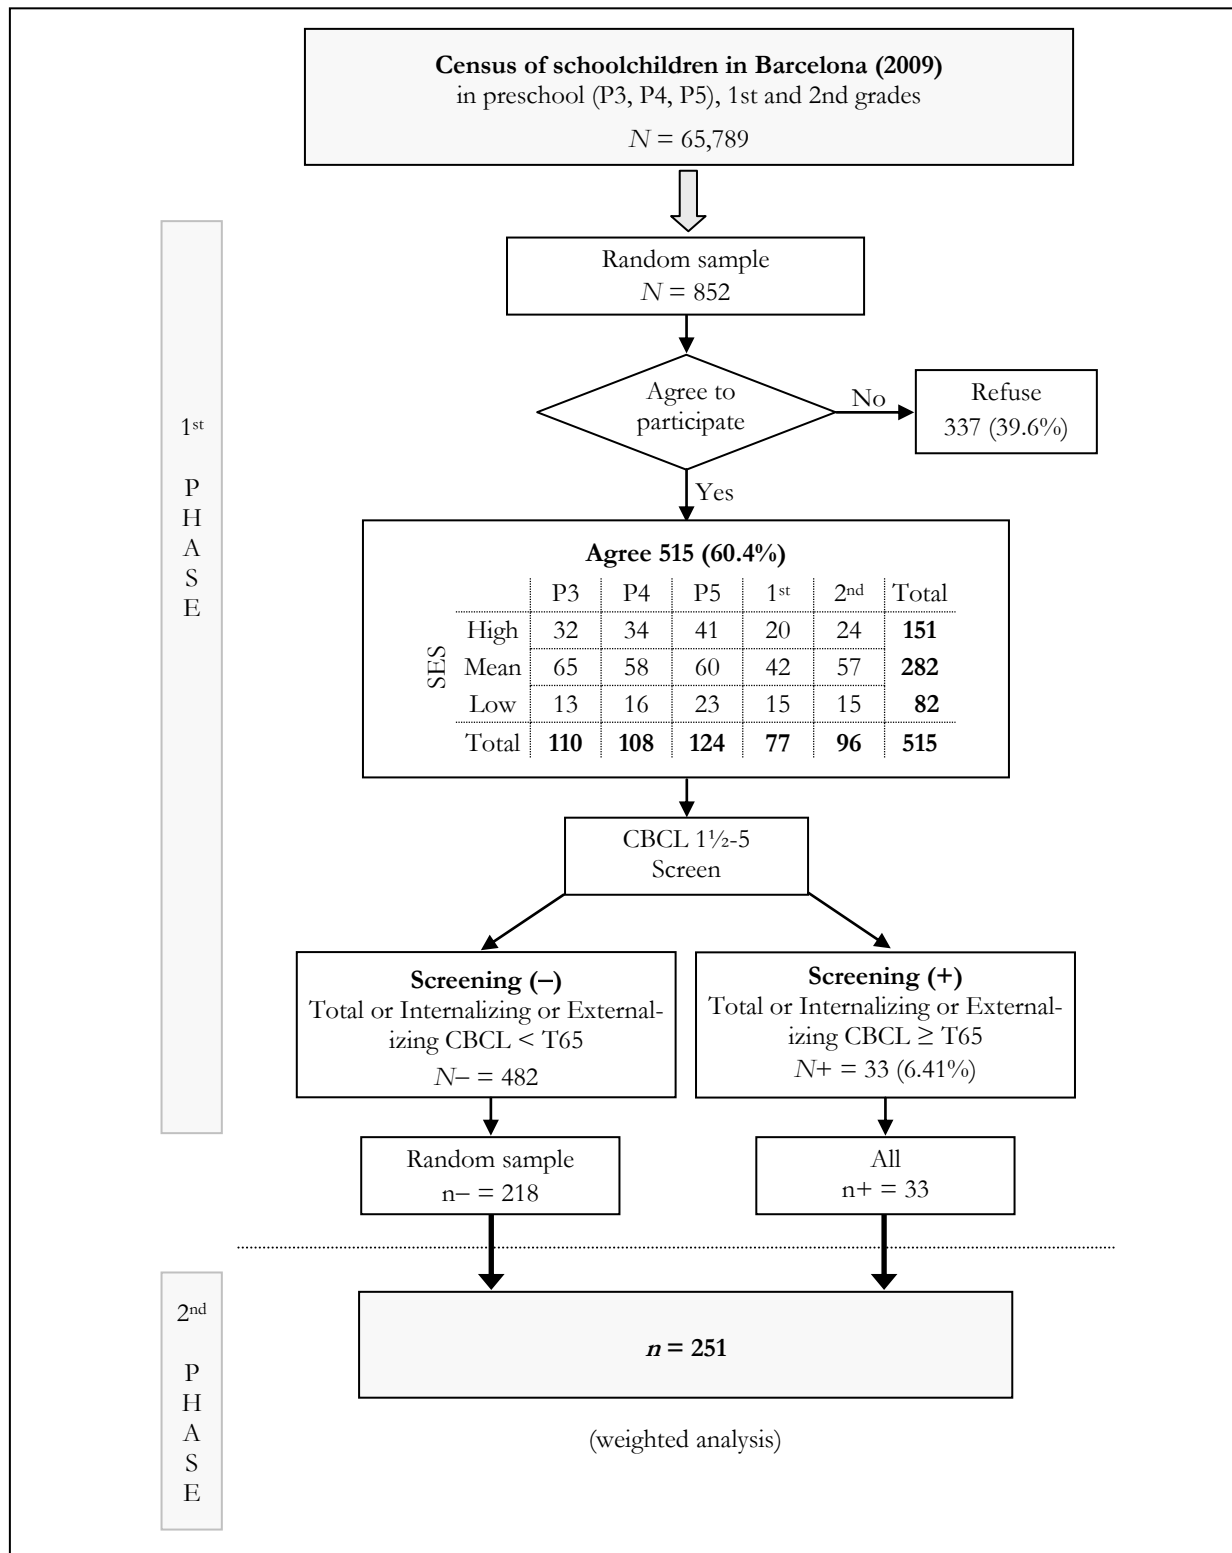 Census of schoolchildren in Barcelona (2009)
in preschool (P3, P4, P5), 1st and 2nd grades
N = 65,789
1st
P
H
A
S
E
Random sample
N = 852
Agree to
participate
No
Refuse
337 (39.6%)
Yes
Agree 515 (60.4%)
P3 P4 P5 1st 2nd Total
SES
High 32 34 41 20 24 151
Mean 65 58 60 42 57 282
Low 13 16 23 15 15 82
Total 110 108 124 77 96 515
CBCL 1½-5
Screen
Screening (−)
Total or Internalizing or External-
izing CBCL < T65
N− = 482
Screening (+)
Total or Internalizing or External-
izing CBCL ≥ T65
N+ = 33 (6.41%)
Random sample
n− = 218
All
n+ = 33
2nd
P
H
A
S
E
n = 251
(weighted analysis)